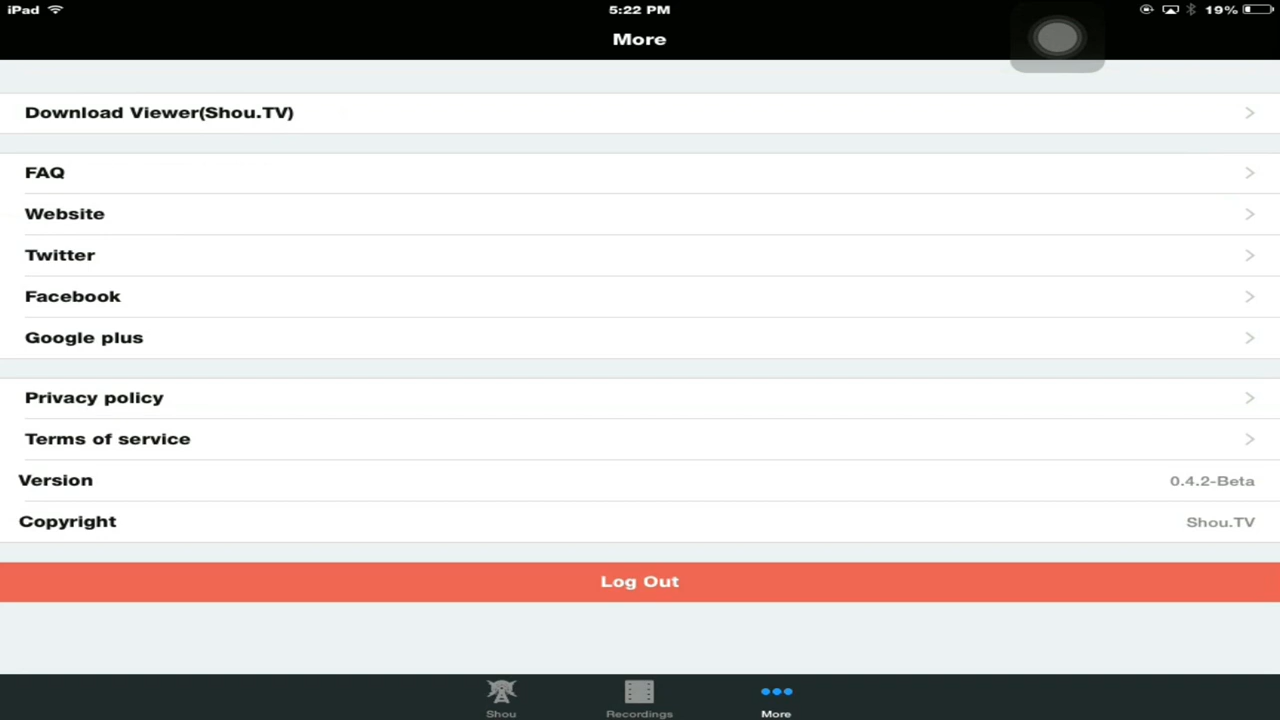 iPad 5:22 PM 19%
More
Download Viewer(Shou.TV)
FAQ
Website
Twitter
Facebook
Google plus
Privacy policy
Terms of service
Version 0.4.2-Beta
Copyright Shou.TV
Log Out
Shou Recordings More